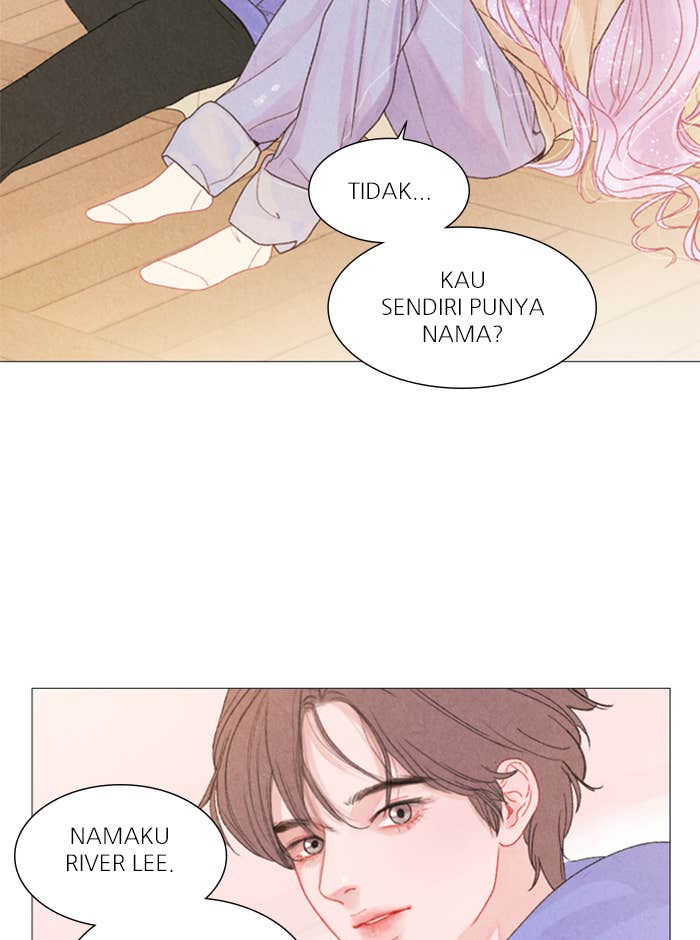 TIDAK...
KAU
SENDIRI PUNYA
NAMA?
NAMAKU
RIVER LEE.